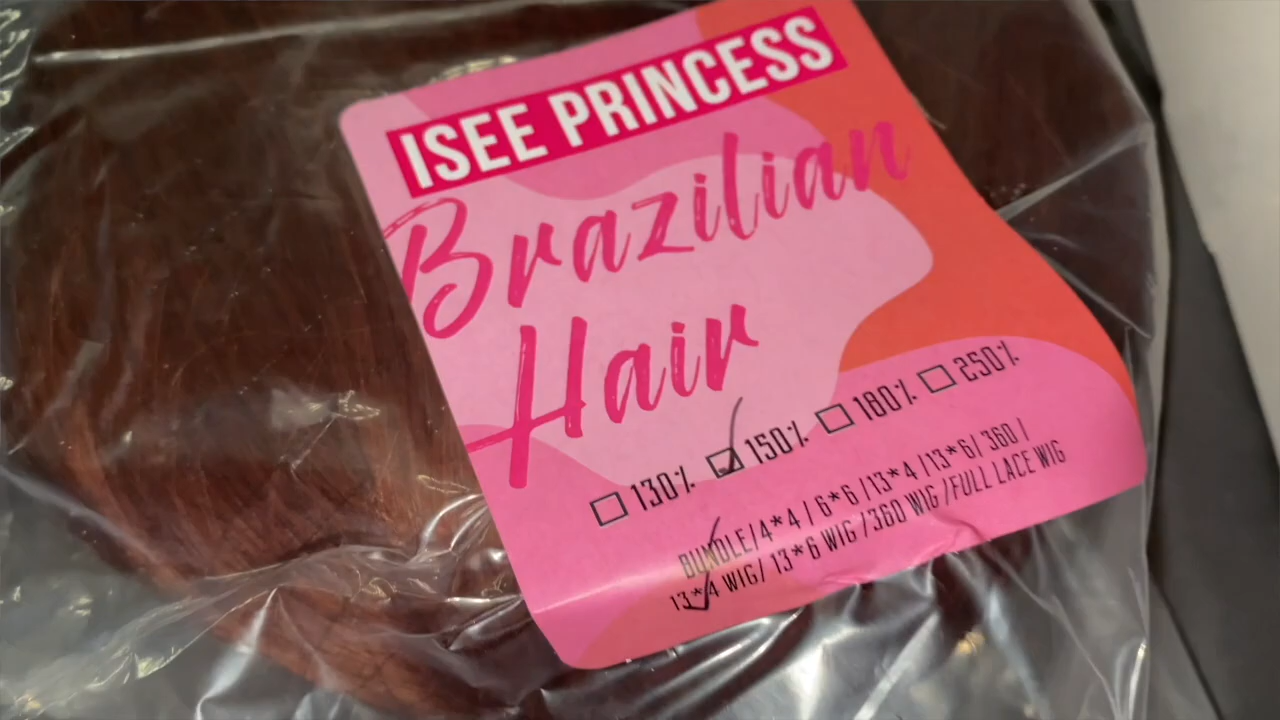 ISEE PRINCESS
Brazilian
Hair
130% 150% 180% 250%
BUNDLE/4*4 / 6*6 /13*4 /13*6/ 360 /
13*4 WIG/ 13*6 WIG /360 WIG /FULL LACE WIG